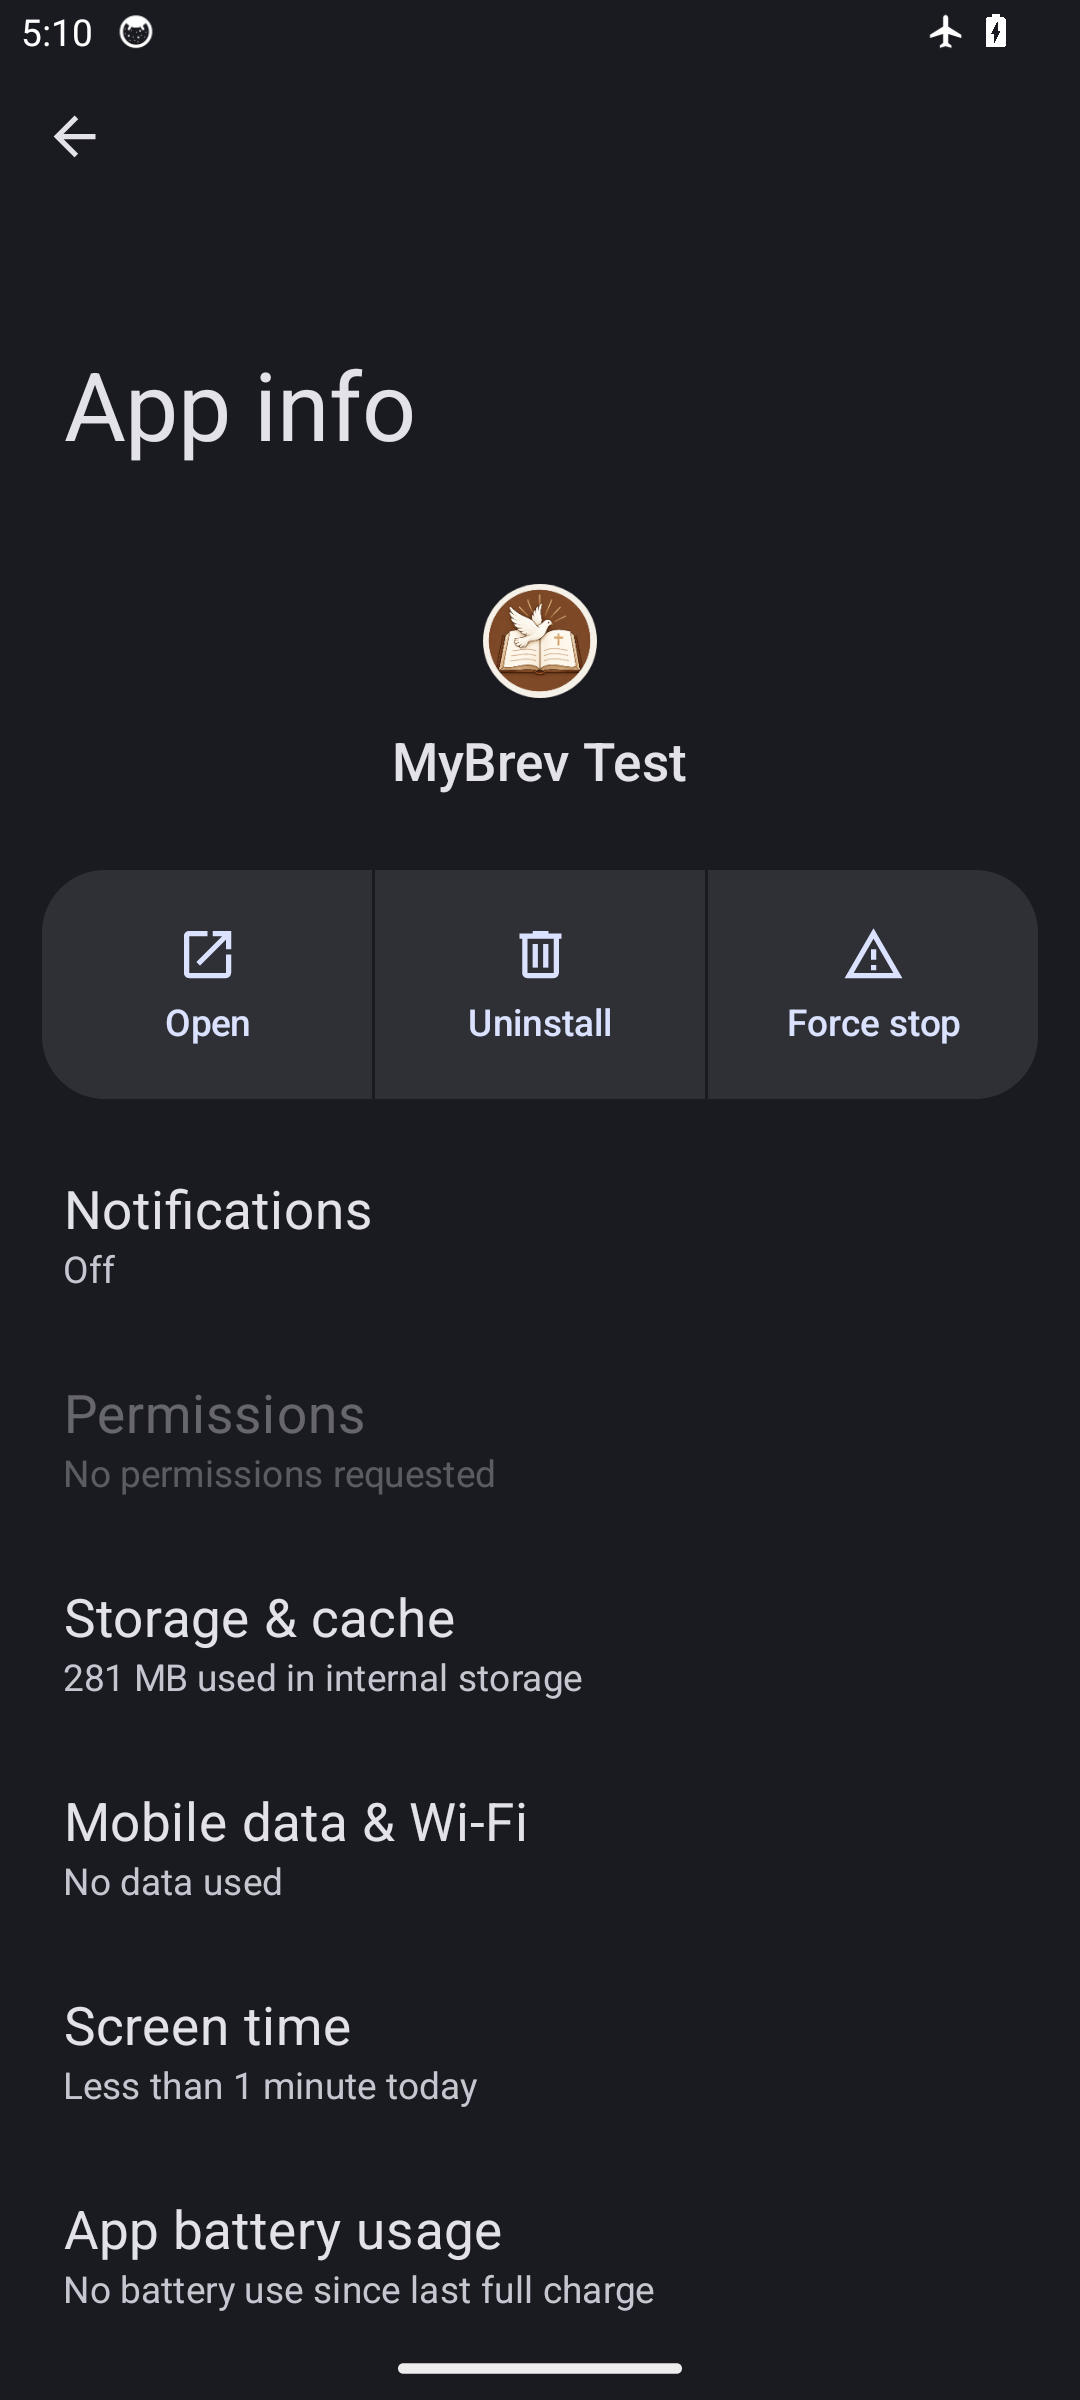 5:10
App info
MyBrev Test
Open
Uninstall
Force stop
Notifications
Off
Permissions
No permissions requested
Storage & cache
281 MB used in internal storage
Mobile data & Wi-Fi
No data used
Screen time
Less than 1 minute today
App battery usage
No battery use since last full charge